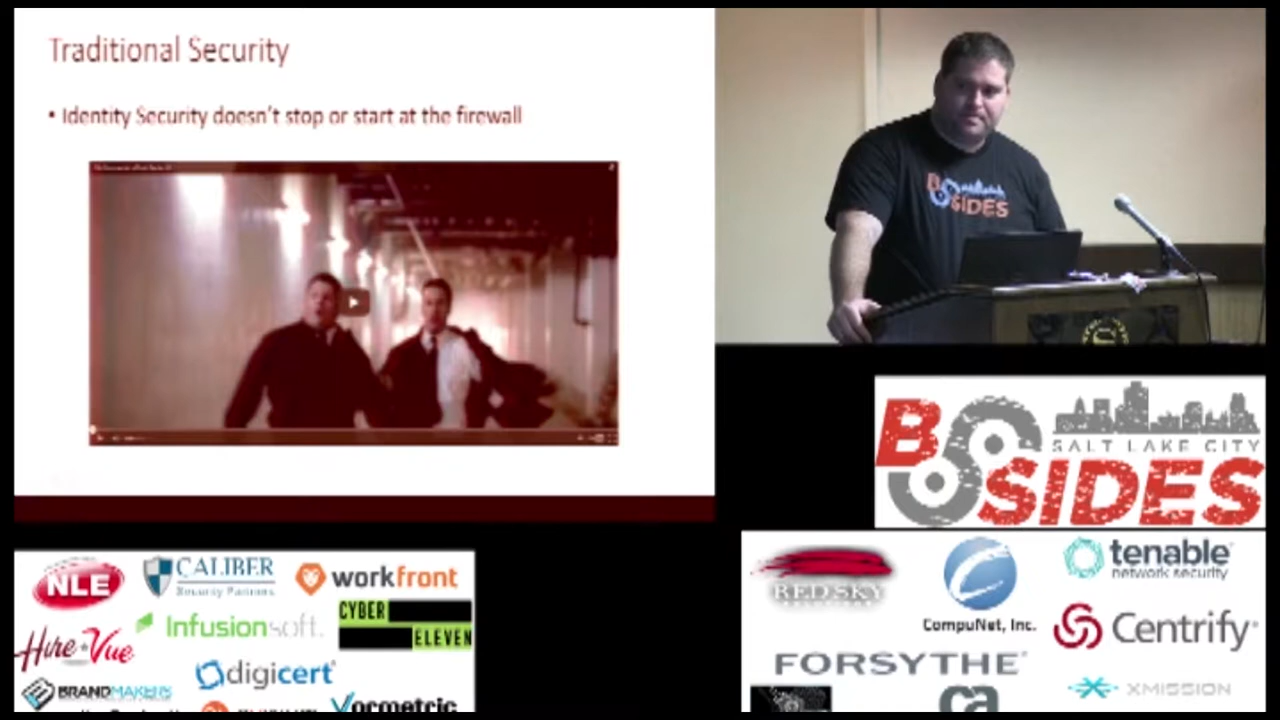 Traditional Security
• Identity Security doesn't stop or start at the firewall
B SIDES
B
SALT LAKE CITY
SIDES
NLE
CALIBER
Security Partners
workfront
Infusionsoft.
CYBER
ELEVEN
Hire Vue
digicert
BRANDMAKERS
Vormetric
REDSKY
CompuNet, Inc.
tenable
network security
Centrify
FORSYTHE
ca
XMISSION